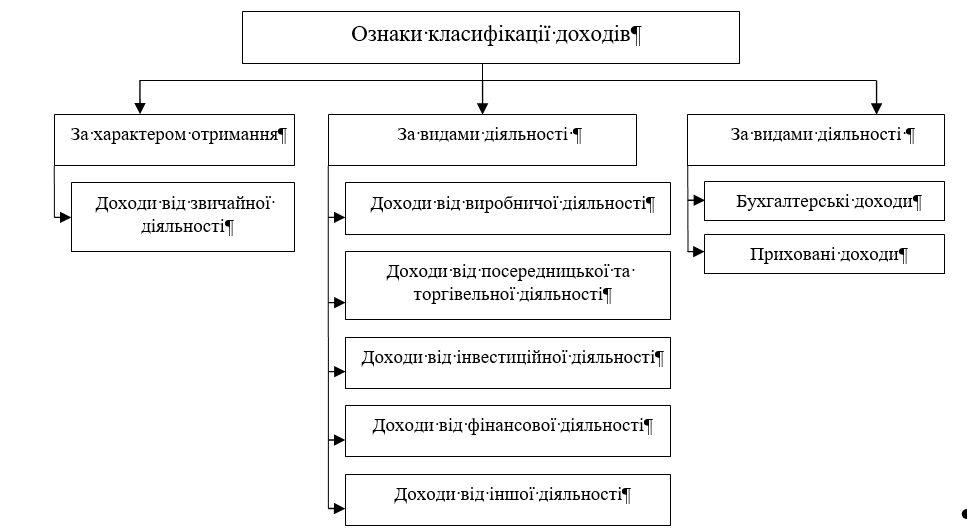 Ознаки·класифікації·доходів¶
За·характером·отримання¶
За·видами·діяльності·¶
За·видами·діяльності·¶
Доходи·від·звичайної·
діяльності¶
Доходи·від·виробничої·діяльності¶
Доходи·від·посередницької·та·
торгівельної·діяльності¶
Доходи·від·інвестиційної·діяльності¶
Доходи·від·фінансової·діяльності¶
Доходи·від·іншої·діяльності¶
Бухгалтерські·доходи¶
Приховані·доходи¶